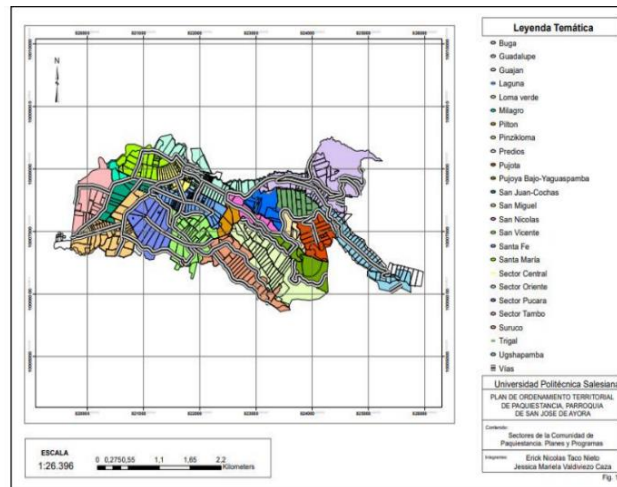 N
Leyenda Temática
Buga
Guadalupe
Guajan
Laguna
Loma verde
Milagro
Pilton
Pinzikloma
Predios
Pujota
Pujoya Bajo-Yaguaspamba
San Juan-Cochas
San Miguel
San Nicolas
San Vicente
Santa Fe
Santa María
Sector Central
Sector Oriente
Sector Pucara
Sector Tambo
Suruco
Trigal
Ugshapamba
Vías
Universidad Politécnica Salesiana
PLAN DE ORDENAMIENTO TERRITORIAL
DE PAQUIESTANCIA, PARROQUIA
DE SAN JOSE DE AYORA
Contenido:
Sectores de la Comunidad de
Paquiestancia. Planes y Programas
Integrantes:
Erick Nicolas Taco Nieto
Jessica Mariela Valdiviezo Caza
Fig. 1
ESCALA
1:26.396
0 0,275 0,55 1,1 1,65 2,2
Kilometers